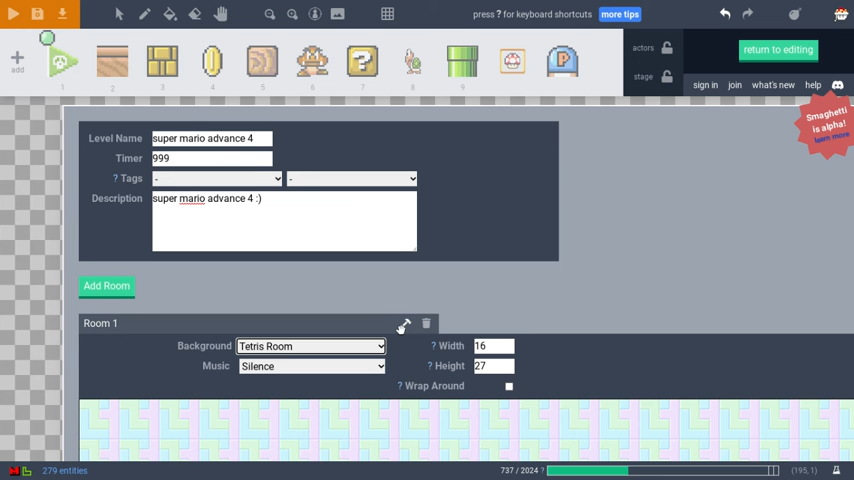 press ? for keyboard shortcuts more tips
add
1
2
3
4
5
6
7
8
9
P
actors
stage
return to editing
sign in join what's new help
Smaghetti
is alpha!
learn more
Level Name super mario advance 4
Timer 999
? Tags - -
Description super mario advance 4 :)
Add Room
Room 1
Background Tetris Room ? Width 16
Music Silence ? Height 27
? Wrap Around
279 entities 737 / 2024 ? (195,1)